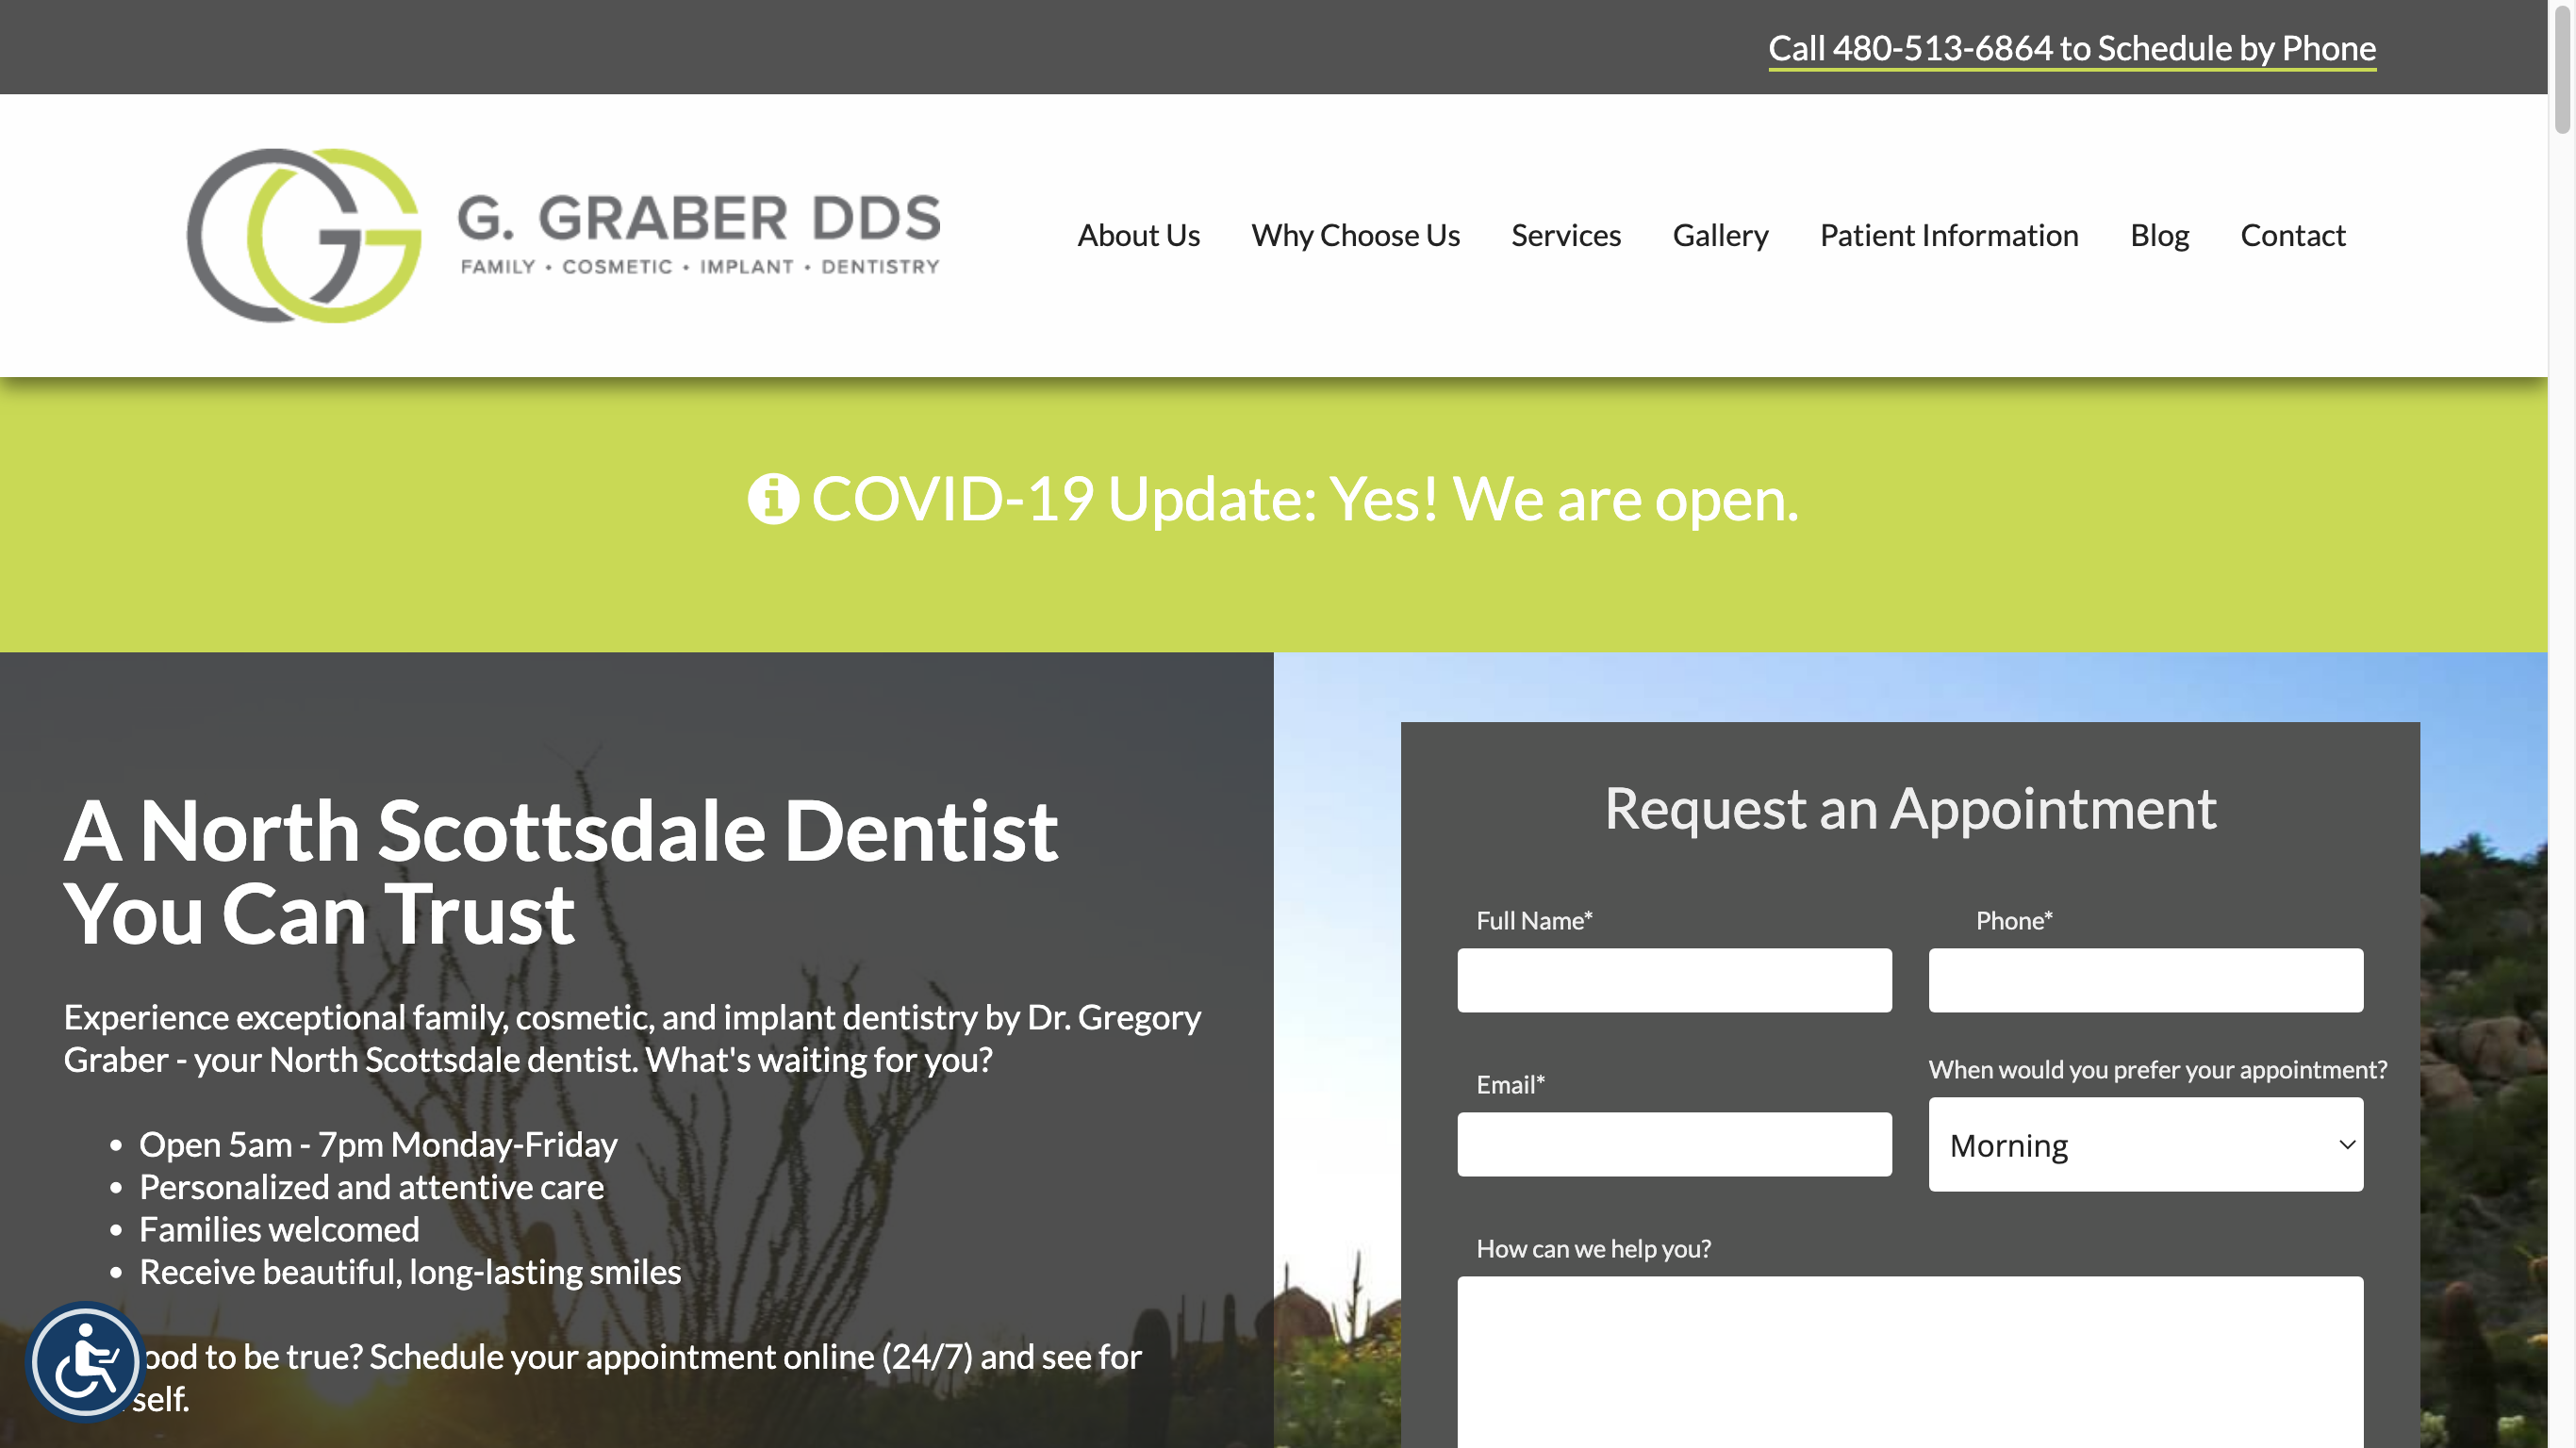 Call 480-513-6864 to Schedule by Phone
G. GRABER DDS
FAMILY • COSMETIC • IMPLANT • DENTISTRY
About Us Why Choose Us Services Gallery Patient Information Blog Contact
COVID-19 Update: Yes! We are open.
A North Scottsdale Dentist
You Can Trust
Experience exceptional family, cosmetic, and implant dentistry by Dr. Gregory
Graber - your North Scottsdale dentist. What's waiting for you?
• Open 5am - 7pm Monday-Friday
• Personalized and attentive care
• Families welcomed
• Receive beautiful, long-lasting smiles
ood to be true? Schedule your appointment online (24/7) and see for
self.
Request an Appointment
Full Name*
Phone*
Email*
When would you prefer your appointment?
Morning
How can we help you?